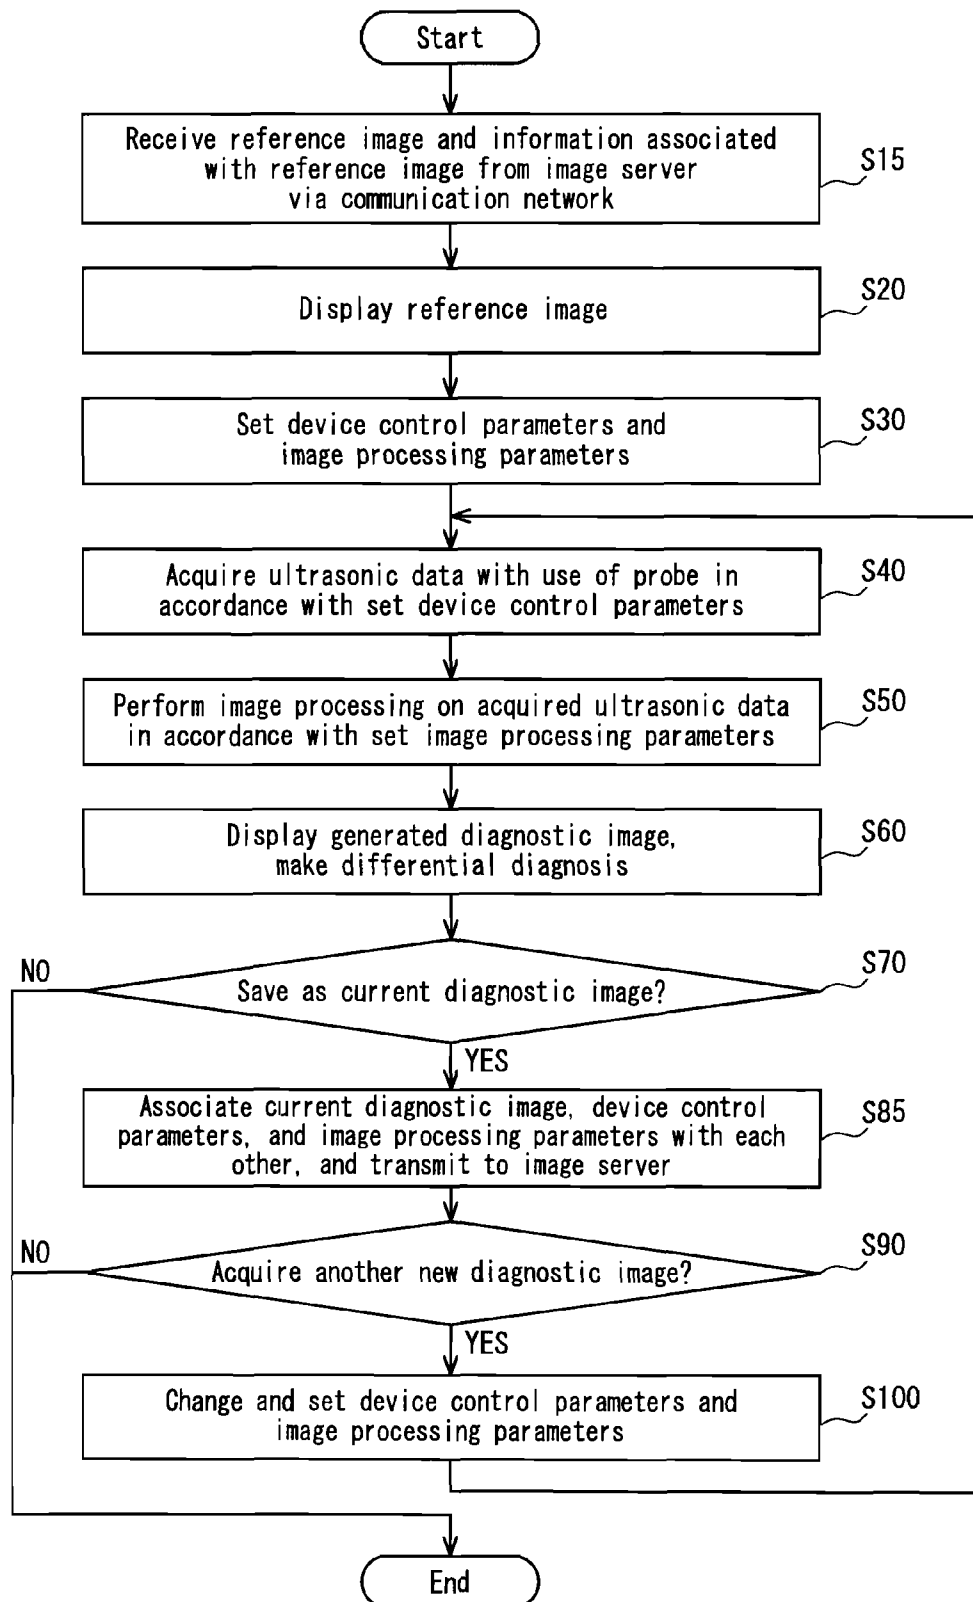 Start
Receive reference image and information associated
with reference image from image server
via communication network
S15
Display reference image
S20
Set device control parameters and
image processing parameters
S30
Acquire ultrasonic data with use of probe in
accordance with set device control parameters
S40
Perform image processing on acquired ultrasonic data
in accordance with set image processing parameters
S50
Display generated diagnostic image,
make differential diagnosis
S60
NO
Save as current diagnostic image?
S70
YES
Associate current diagnostic image, device control
parameters, and image processing parameters with each
other, and transmit to image server
S85
NO
Acquire another new diagnostic image?
S90
YES
Change and set device control parameters and
image processing parameters
S100
End